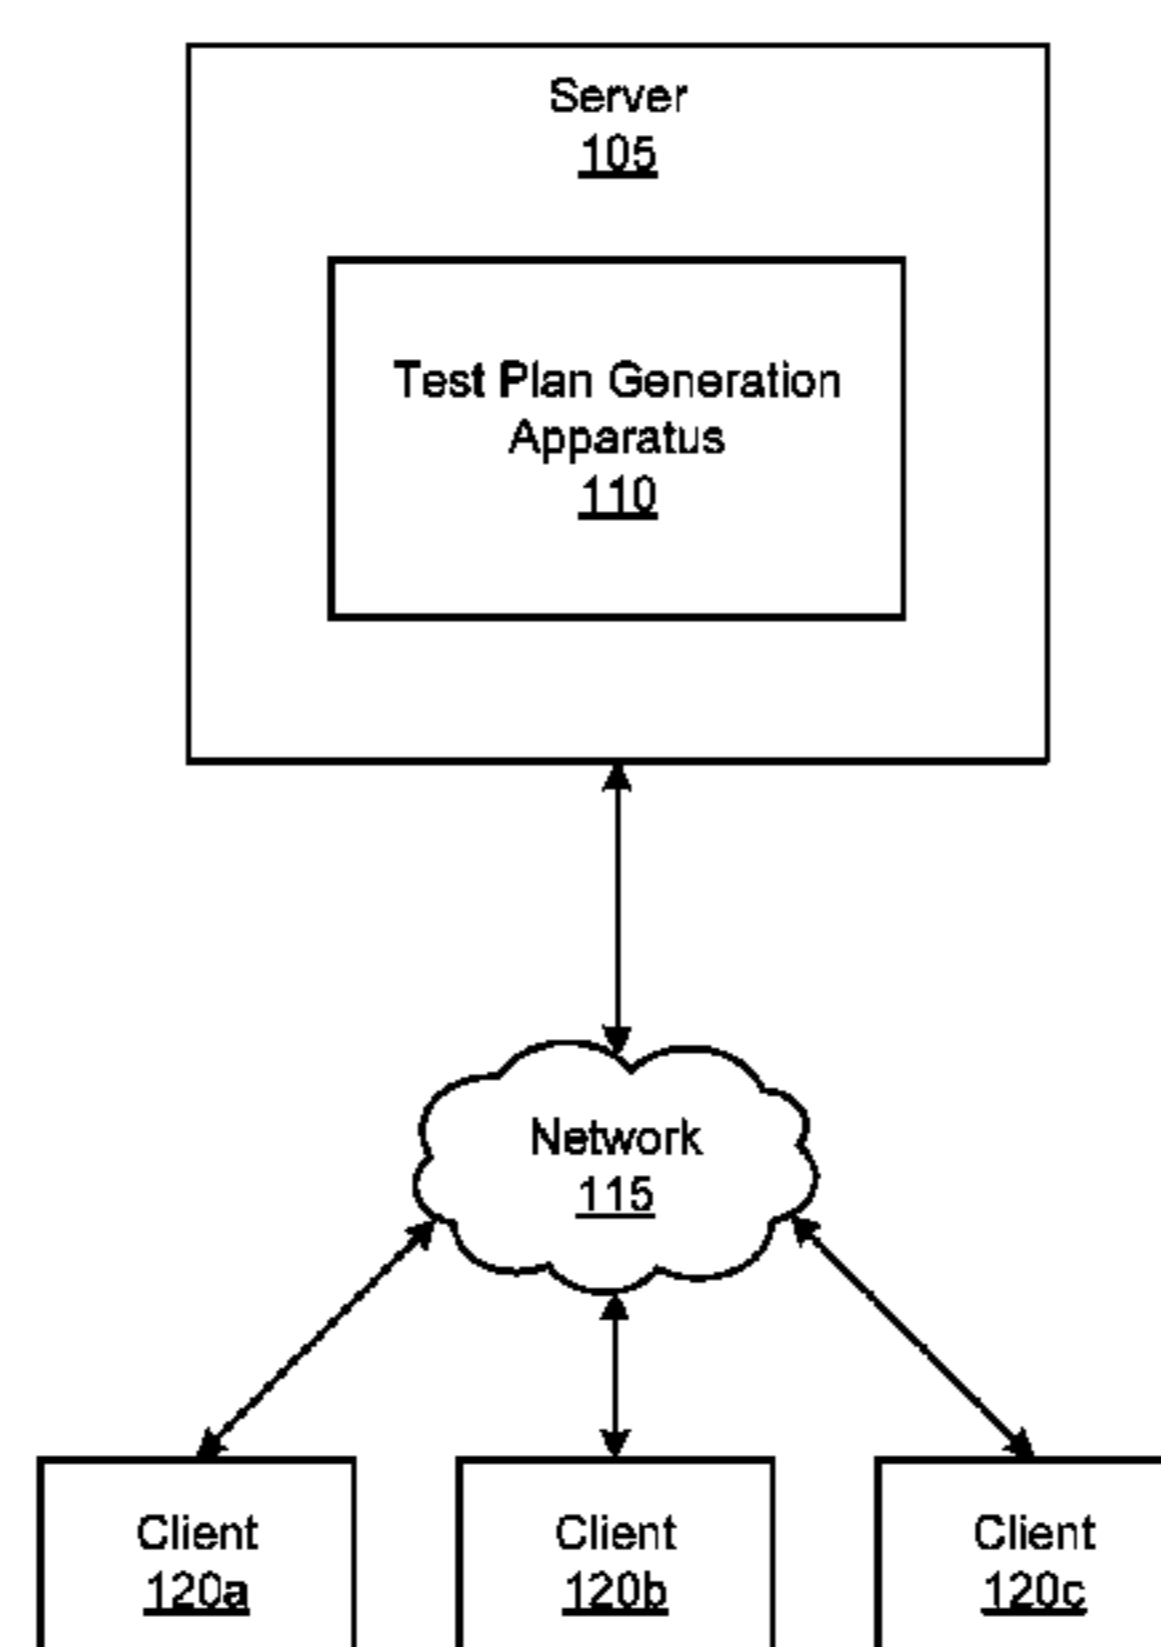 Server
105
Test Plan Generation
Apparatus
110
Network
115
Client
120a
Client
120b
Client
120c